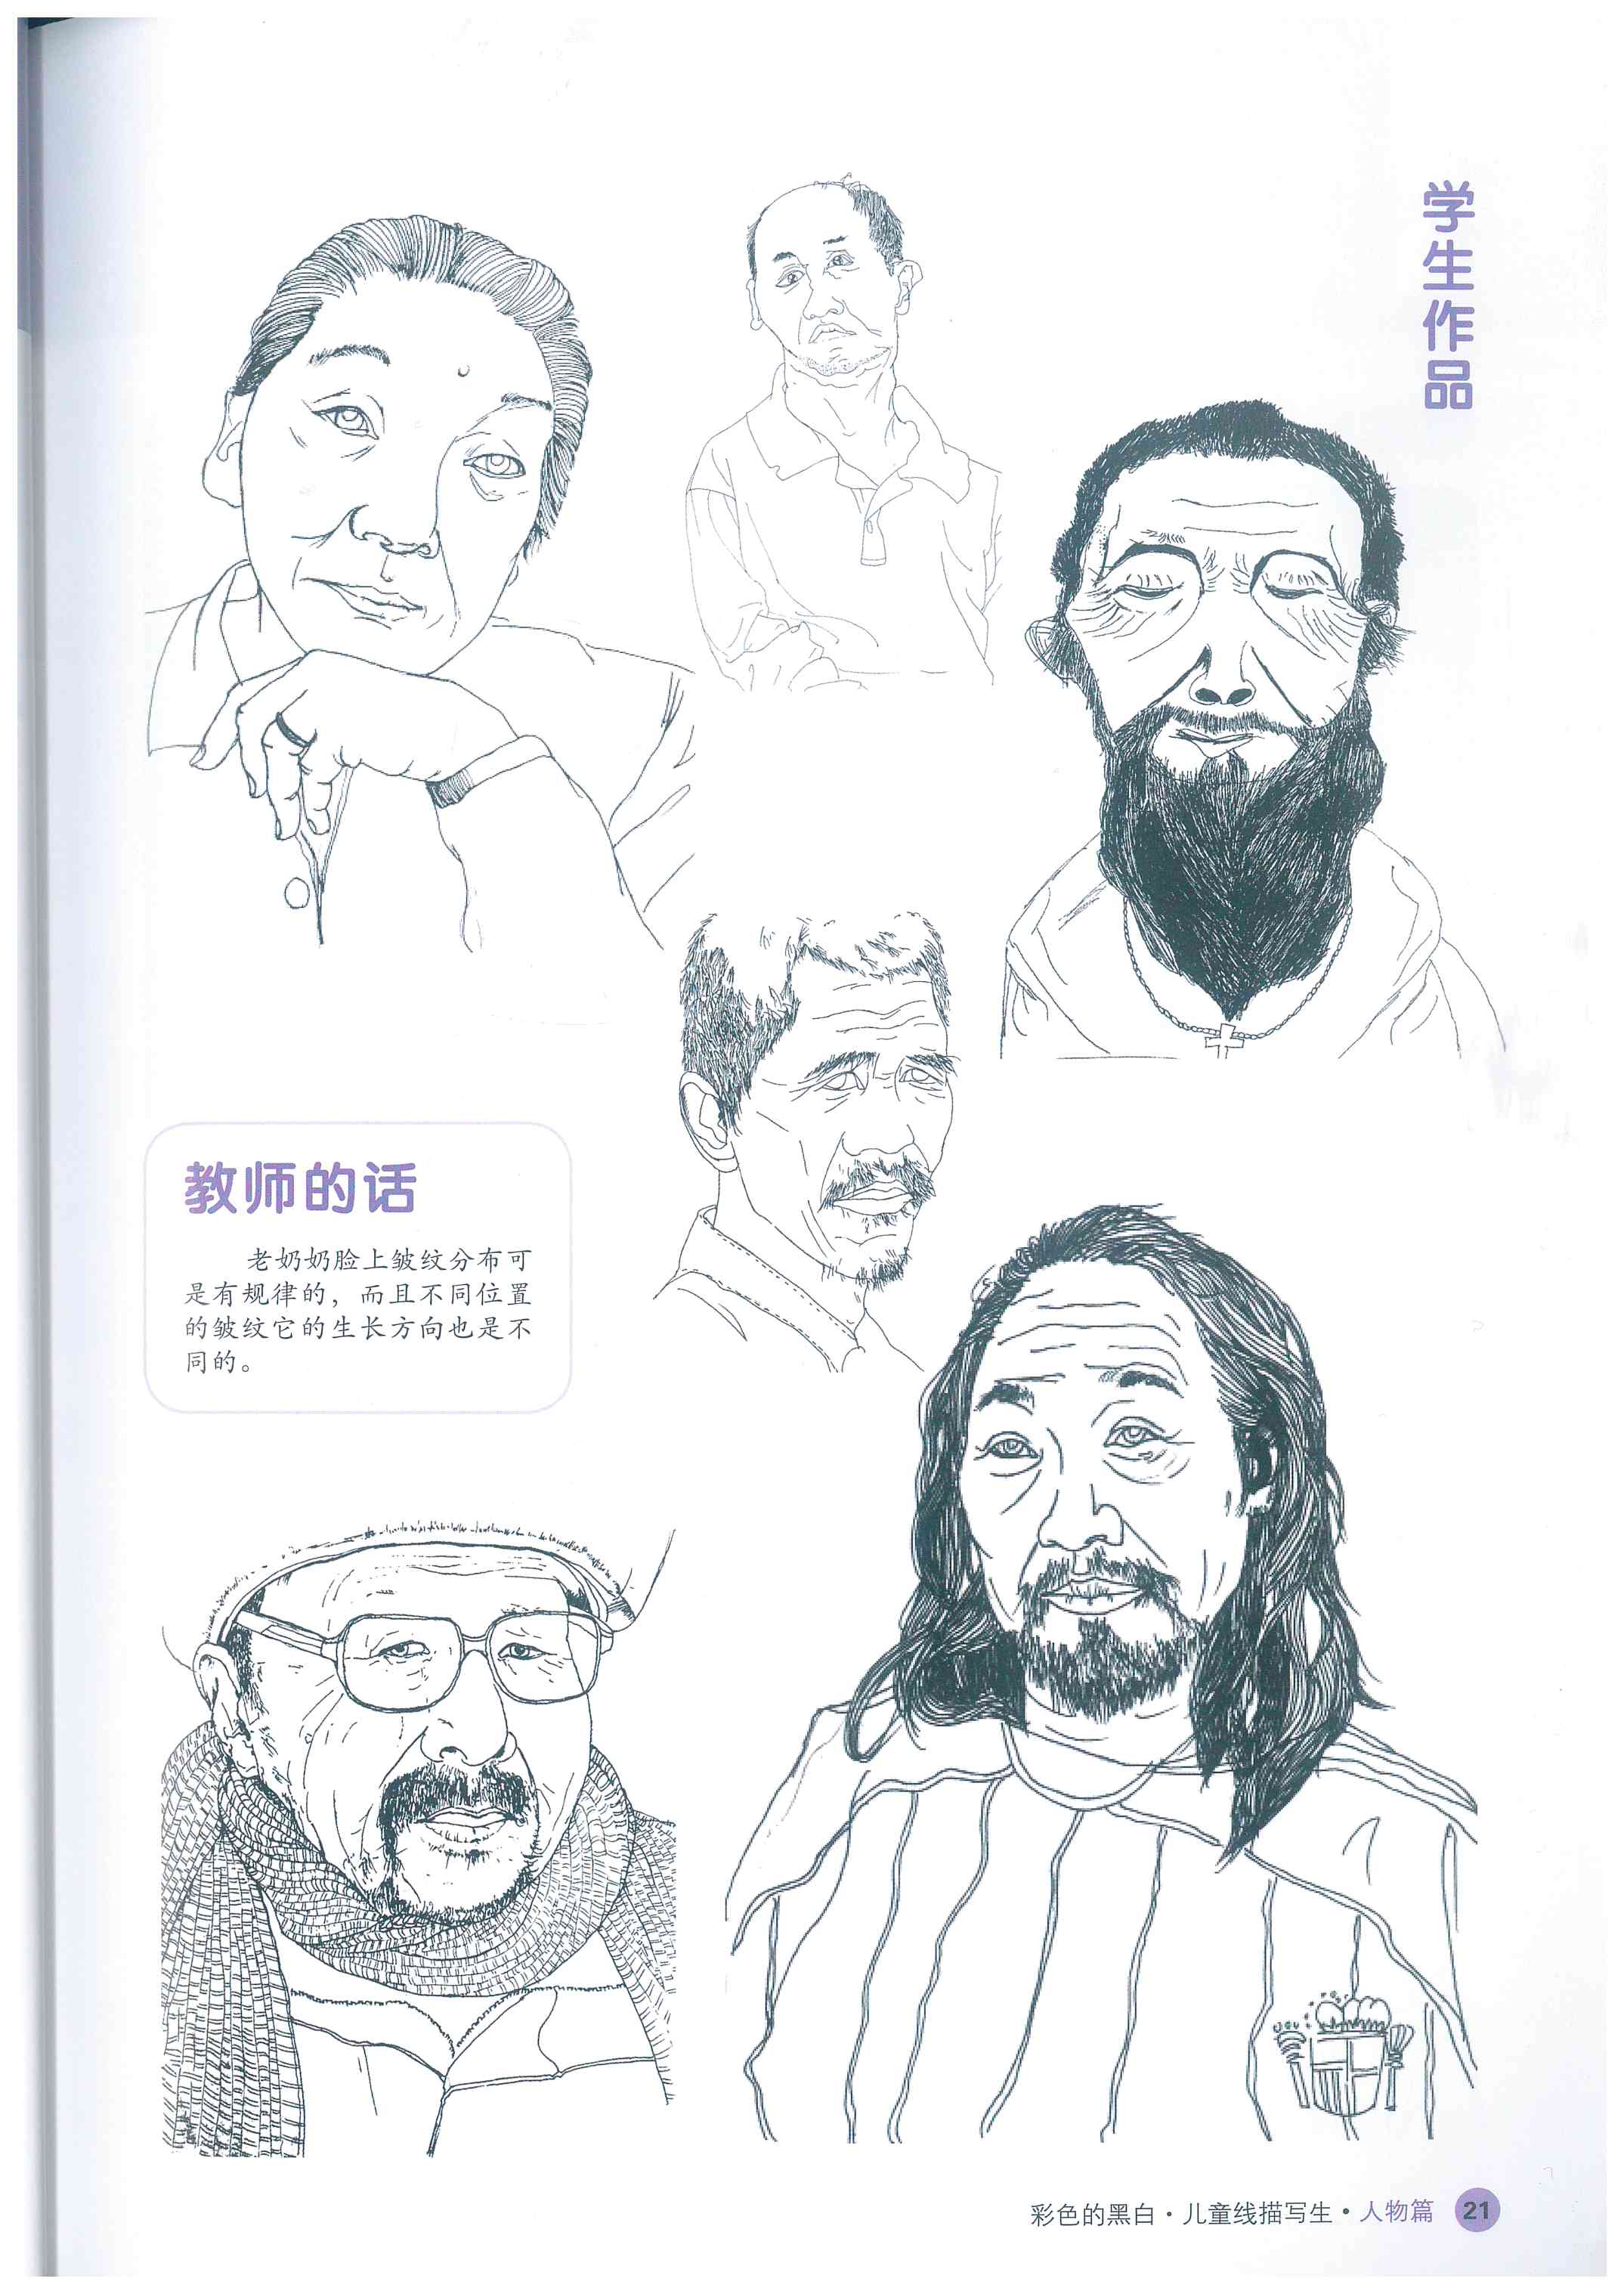 学生作品
教师的话
老奶奶脸上皱纹分布可
是有规律的，而且不同位置
的皱纹它的生长方向也是不
同的。
彩色的黑白·儿童线描写生·人物篇 21